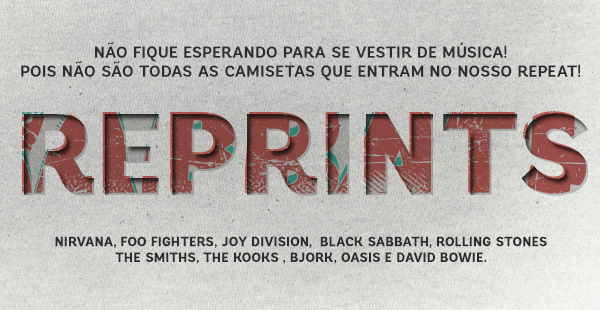 NÃO FIQUE ESPERANDO PARA SE VESTIR DE MÚSICA!
POIS NÃO SÃO TODAS AS CAMISETAS QUE ENTRAM NO NOSSO REPEAT!
REPRINTS
NIRVANA, FOO FIGHTERS, JOY DIVISION, BLACK SABBATH, ROLLING STONES
THE SMITHS, THE KOOKS , BJORK, OASIS E DAVID BOWIE.